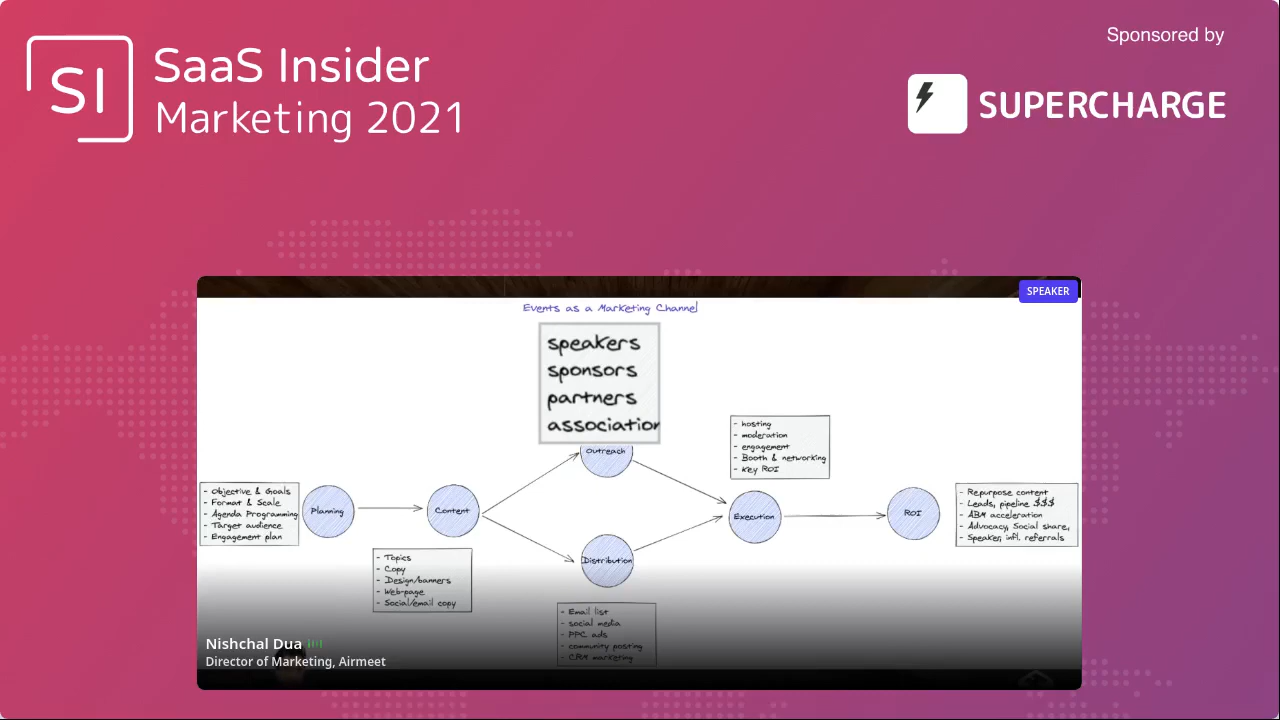 SI
SaaS Insider
Marketing 2021
Sponsored by
SUPERCHARGE
SPEAKER
Events as a Marketing Channel
speakers
sponsors
partners
association
Outreach
- hosting
- moderation
- engagement
- Booth & networking
- Key ROI
- Objective & Goals
- Format & Scale
- Agenda Programming
- Target audience
- Engagement plan
Planning
Content
Execution
ROI
- Repurpose content
- Leads, pipeline $$$
- ABM acceleration
- Advocacy, Social share,
- Speaker, infl. referrals
- Topics
- Copy
- Design/banners
- Web-page
- Social/email copy
Distribution
- Email list
- social media
- PPC ads
- community posting
- CRM marketing
Nishchal Dua
Director of Marketing, Airmeet